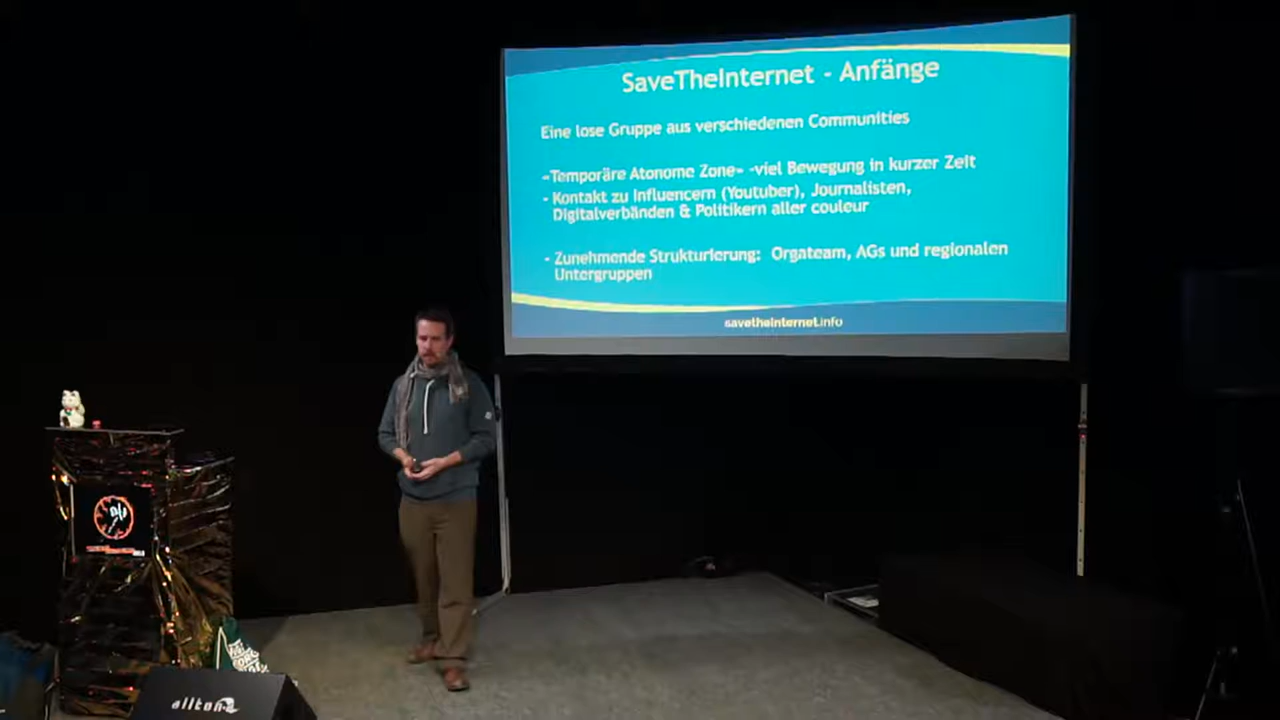 SaveTheInternet - Anfänge
Eine lose Gruppe aus verschiedenen Communities
-Temporäre Atonome Zone- -viel Bewegung in kurzer Zeit
- Kontakt zu Influencern (Youtuber), Journalisten,
Digitalverbänden & Politikern aller couleur
- Zunehmende Strukturierung: Orgateam, AGs und regionalen
Untergruppen
savetheinternet.info